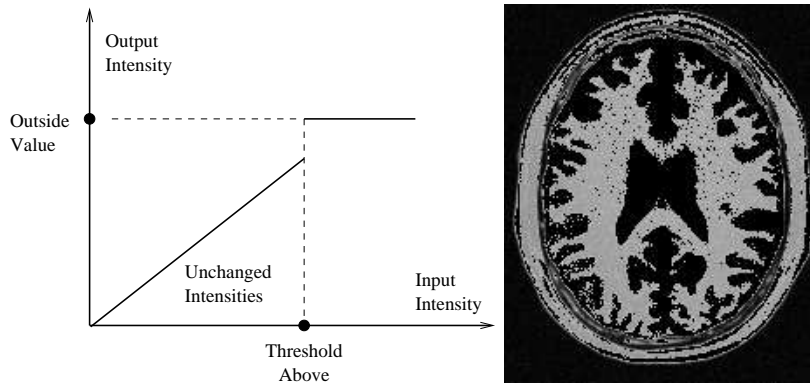 Output
Intensity
Outside
Value
Unchanged
Intensities
Input
Intensity
Threshold
Above